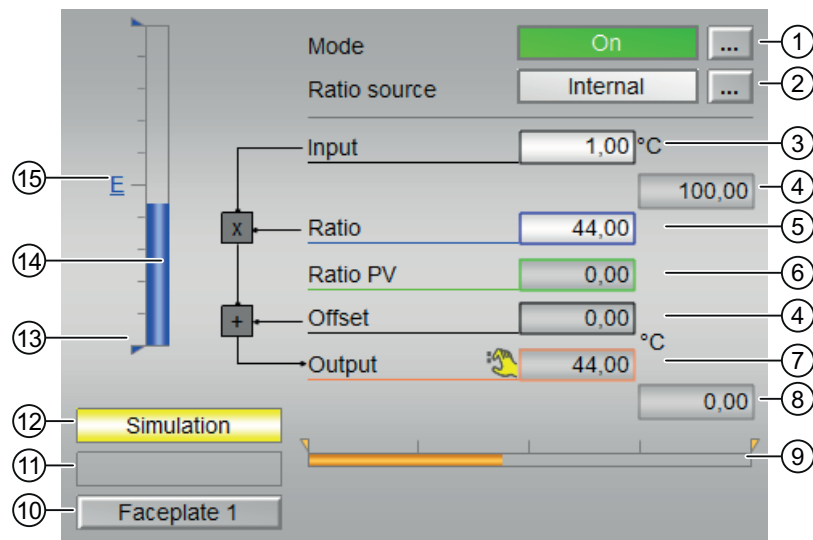 Mode On ... 1
Ratio source Internal ... 2
Input 1,00 °C 3
15 E 100,00 4
X Ratio 44,00 5
14 Ratio PV 0,00 6
+ Offset 0,00 4
13 °C
Output 44,00 7
0,00 8
12 Simulation
11 9
10 Faceplate 1